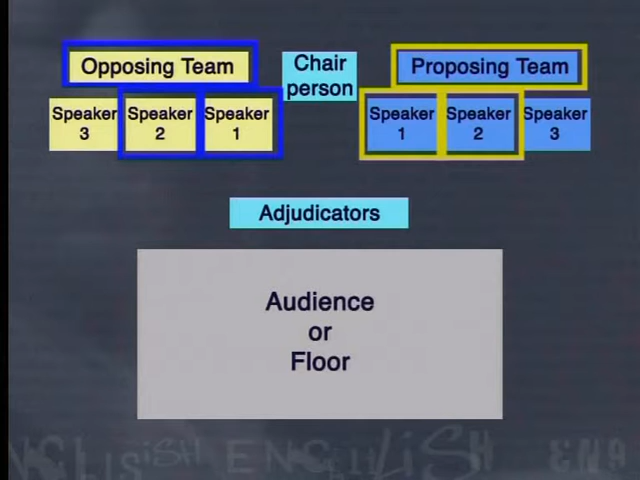 Opposing Team
Chair
person
Proposing Team
Speaker
3
Speaker
2
Speaker
1
Speaker
1
Speaker
2
Speaker
3
Adjudicators
Audience
or
Floor
ENGLISH